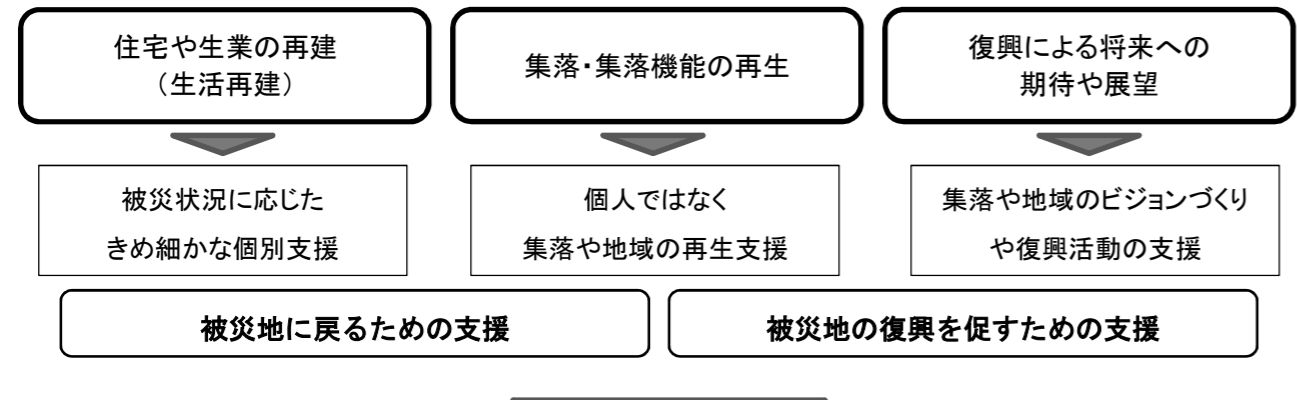 住宅や生業の再建
（生活再建）
集落・集落機能の再生
復興による将来への
期待や展望
被災状況に応じた
きめ細かな個別支援
個人ではなく
集落や地域の再生支援
集落や地域のビジョンづくり
や復興活動の支援
被災地に戻るための支援
被災地の復興を促すための支援